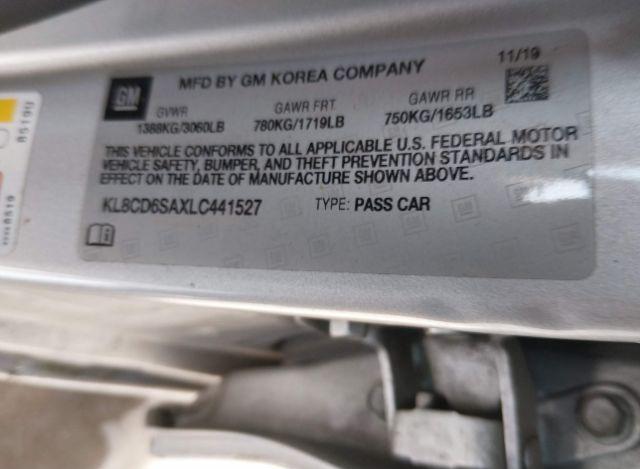 GM
MFD BY GM KOREA COMPANY
11/19
GVWR
GAWR FRT
GAWR RR
1388KG/3060LB
780KG/1719LB
750KG/1653LB
THIS VEHICLE CONFORMS TO ALL APPLICABLE U.S. FEDERAL MOTOR
VEHICLE SAFETY, BUMPER, AND THEFT PREVENTION STANDARDS IN
EFFECT ON THE DATE OF MANUFACTURE SHOWN ABOVE.
KL8CD6SAXLC441527
TYPE: PASS CAR